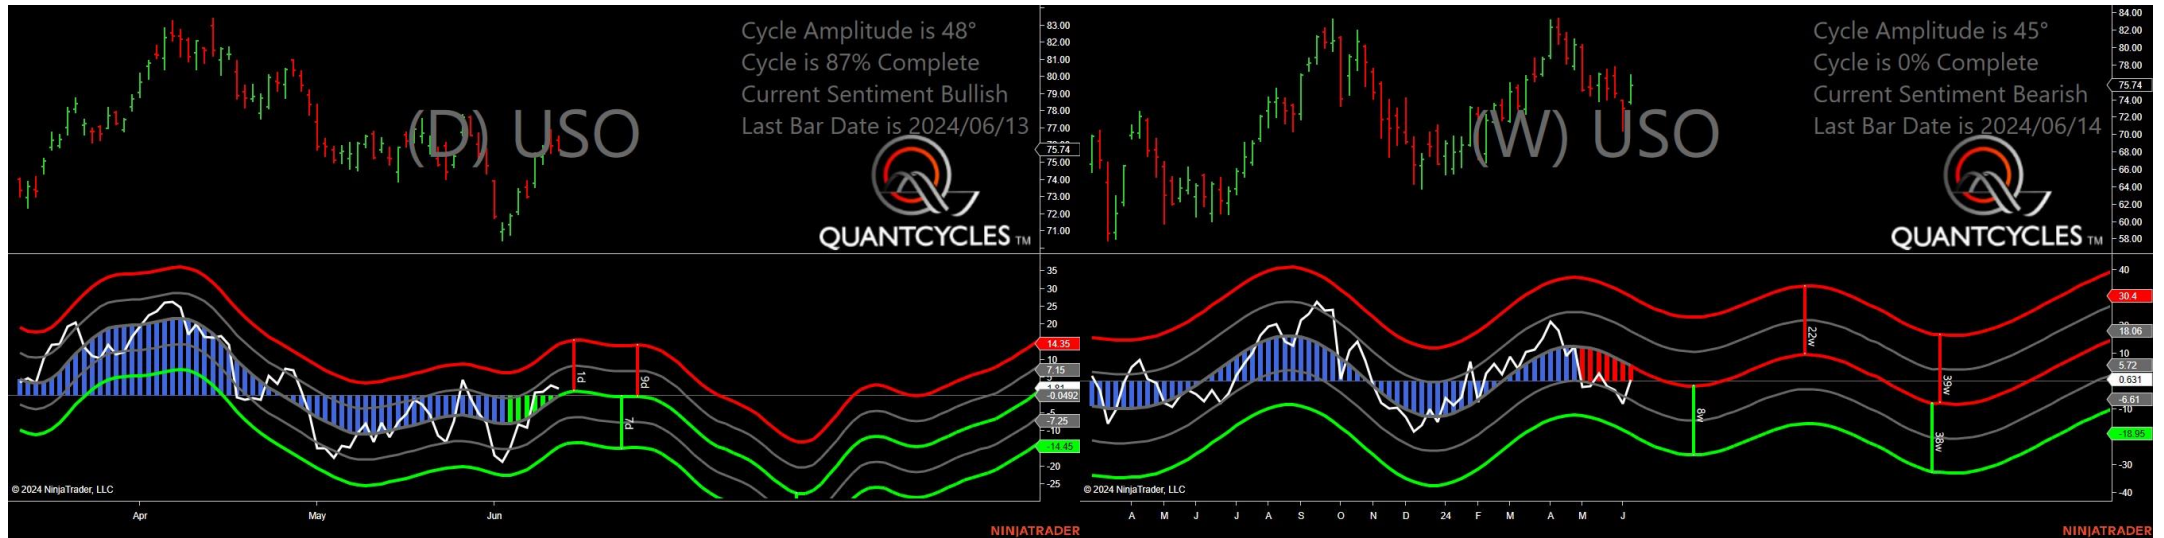 Cycle Amplitude is 48°
Cycle is 87% Complete
Current Sentiment Bullish
Last Bar Date is 2024/06/13
(D) USO
QUANTCYCLES TM
83.00
82.00
81.00
80.00
79.00
78.00
77.00
75.74
75.00
74.00
73.00
72.00
71.00
35
30
25
20
14.35
10
7.15
1.81
-0.0492
-5
-7.25
-10
-14.45
-20
-25
1d
9d
7d
© 2024 NinjaTrader, LLC
Apr
May
Jun
NINJATRADER
Cycle Amplitude is 45°
Cycle is 0% Complete
Current Sentiment Bearish
Last Bar Date is 2024/06/14
(W) USO
QUANTCYCLES TM
84.00
82.00
80.00
78.00
75.74
74.00
72.00
70.00
68.00
66.00
64.00
62.00
60.00
58.00
40
30.4
18.06
10
5.72
0.631
-6.61
-10
-18.95
-30
-40
22w
39w
8w
38w
© 2024 NinjaTrader, LLC
A M J J A S O N D 24 F M A M J
NINJATRADER